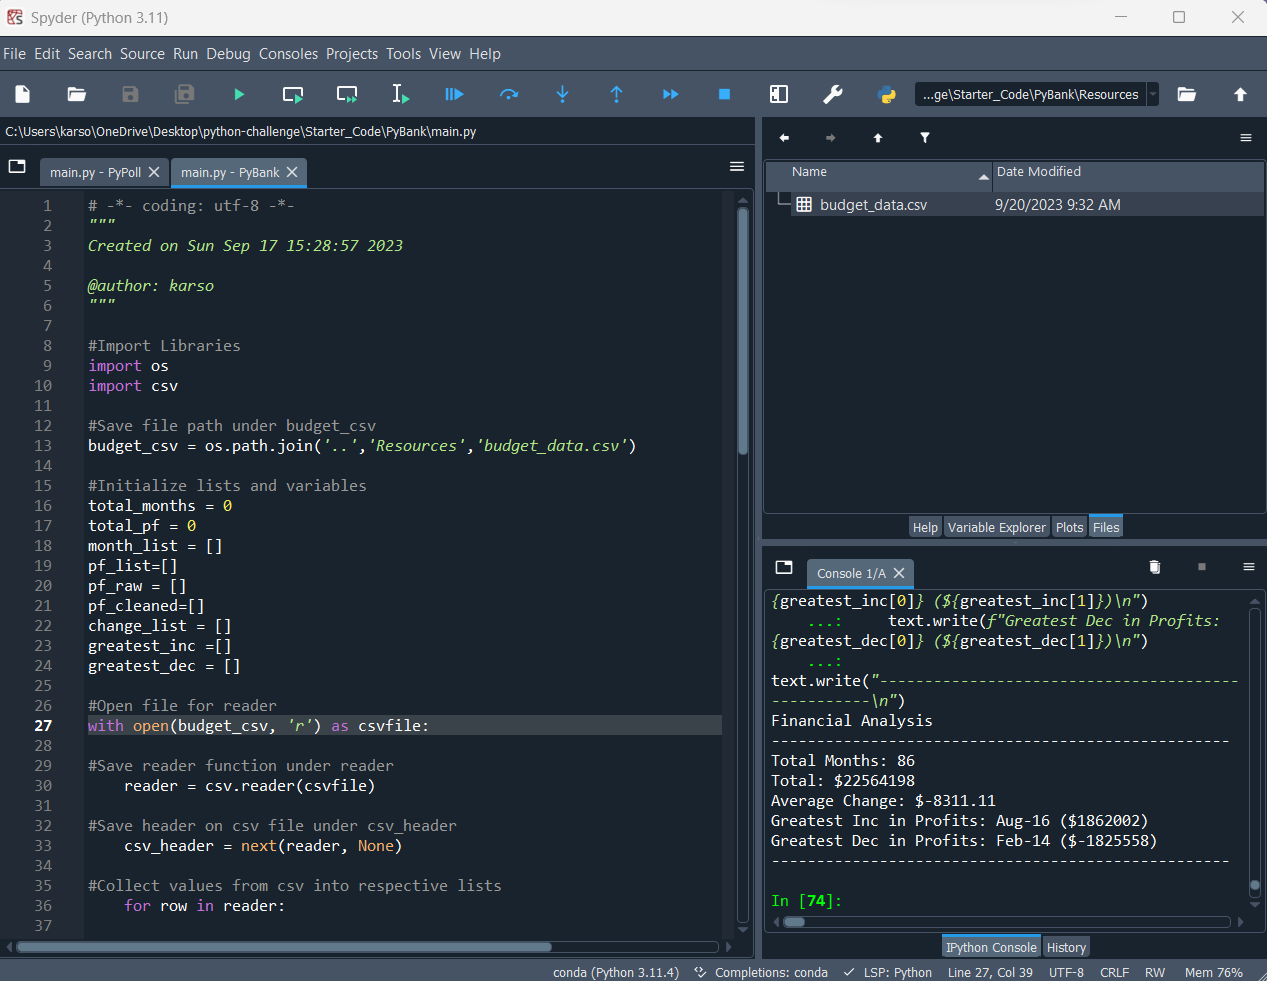 Spyder (Python 3.11)
File Edit Search Source Run Debug Consoles Projects Tools View Help
...ge\Starter_Code\PyBank\Resources
C:\Users\karso\OneDrive\Desktop\python-challenge\Starter_Code\PyBank\main.py
main.py - PyPoll
main.py - PyBank
1 # -*- coding: utf-8 -*-
2 """
3 Created on Sun Sep 17 15:28:57 2023
4
5 @author: karso
6 """
7
8 #Import Libraries
9 import os
10 import csv
11
12 #Save file path under budget_csv
13 budget_csv = os.path.join('..','Resources','budget_data.csv')
14
15 #Initialize lists and variables
16 total_months = 0
17 total_pf = 0
18 month_list = []
19 pf_list=[]
20 pf_raw = []
21 pf_cleaned=[]
22 change_list = []
23 greatest_inc =[]
24 greatest_dec = []
25
26 #Open file for reader
27 with open(budget_csv, 'r') as csvfile:
28
29 #Save reader function under reader
30     reader = csv.reader(csvfile)
31
32 #Save header on csv file under csv_header
33     csv_header = next(reader, None)
34
35 #Collect values from csv into respective lists
36     for row in reader:
37
Name Date Modified
budget_data.csv 9/20/2023 9:32 AM
Help Variable Explorer Plots Files
Console 1/A
{greatest_inc[0]} (${greatest_inc[1]})\n")
...:     text.write(f"Greatest Dec in Profits:
{greatest_dec[0]} (${greatest_dec[1]})\n")
...:
text.write("----------------------------------------
-----------\n")
Financial Analysis
---------------------------------------------------
Total Months: 86
Total: $22564198
Average Change: $-8311.11
Greatest Inc in Profits: Aug-16 ($1862002)
Greatest Dec in Profits: Feb-14 ($-1825558)
---------------------------------------------------
In [74]:
IPython Console History
conda (Python 3.11.4) Completions: conda LSP: Python Line 27, Col 39 UTF-8 CRLF RW Mem 76%